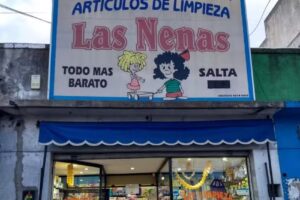 ARTICULOS DE LIMPIEZA
Las Nenas
TODO MAS
BARATO
SALTA